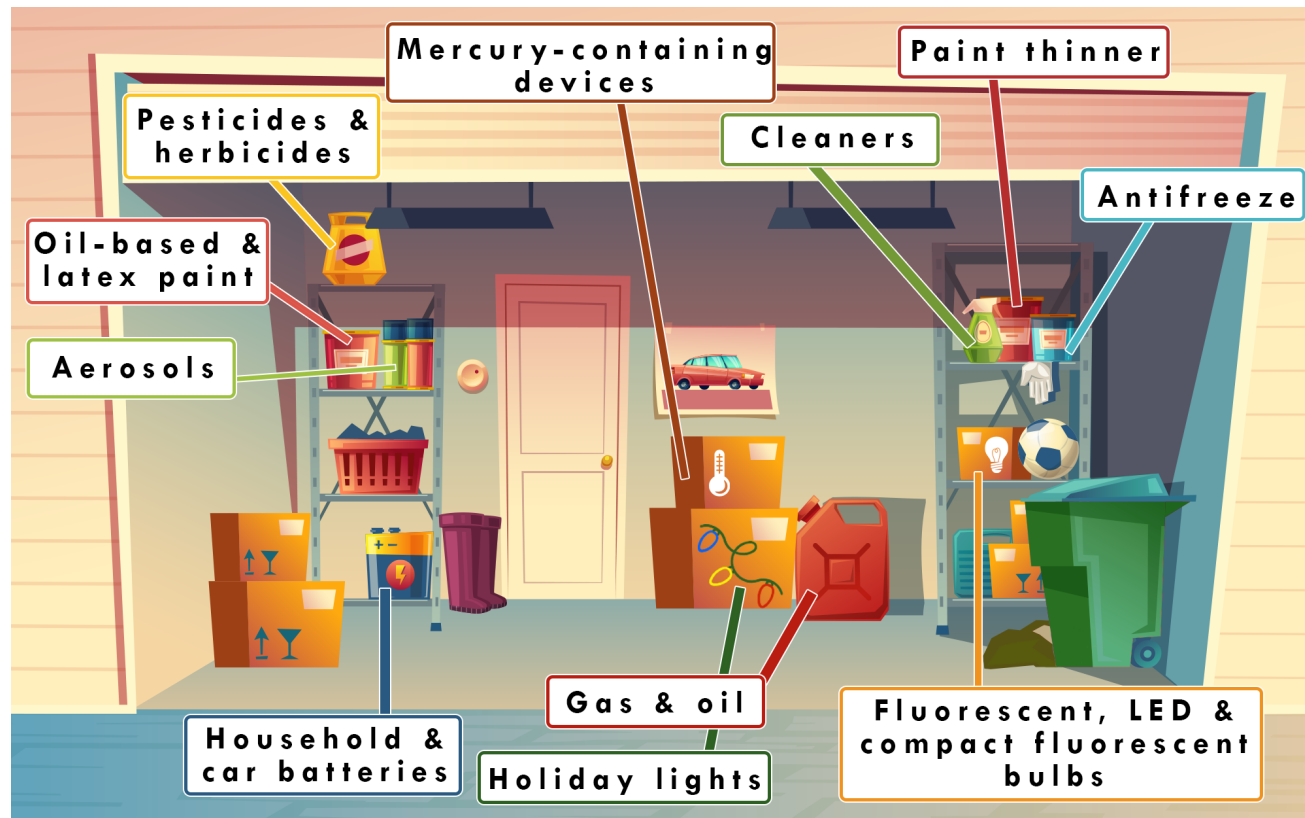 Mercury-containing
devices
Paint thinner
Pesticides &
herbicides
Cleaners
Antifreeze
Oil-based &
latex paint
Aerosols
+ -
Gas & oil
Household &
car batteries
Holiday lights
Fluorescent, LED &
compact fluorescent
bulbs